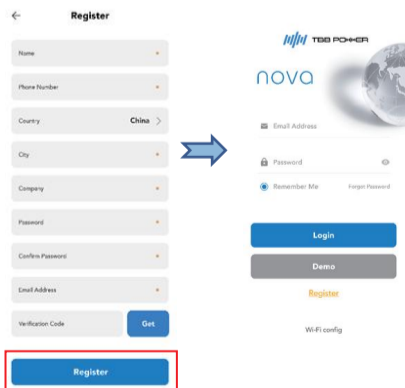 Register
Name *
Phone Number *
Country China >
City *
Company *
Password *
Confirm Password *
Email Address *
Verification Code Get
Register
TBB POWER
nova
Email Address
Password
Remember Me Forgot Password
Login
Demo
Register
Wi-Fi config